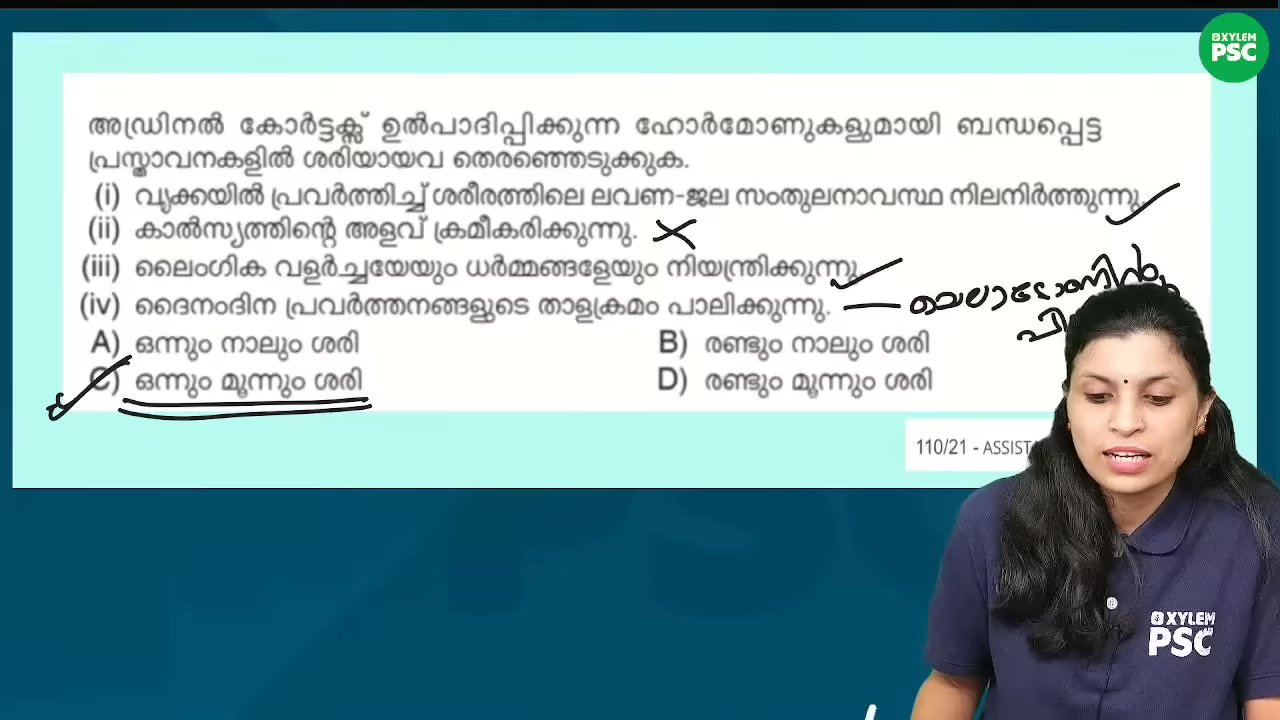 XYLEM
PSC
അഡ്രിനൽ കോർട്ടക്സ് ഉൽപാദിപ്പിക്കുന്ന ഹോർമോണുകളുമായി ബന്ധപ്പെട്ട
പ്രസ്താവനകളിൽ ശരിയായവ തെരഞ്ഞെടുക്കുക.
(i) വൃക്കയിൽ പ്രവർത്തിച്ച് ശരീരത്തിലെ ലവണ-ജല സംതുലനാവസ്ഥ നിലനിർത്തുന്നു.
(ii) കാൽസ്യത്തിന്റെ അളവ് ക്രമീകരിക്കുന്നു.
(iii) ലൈംഗിക വളർച്ചയേയും ധർമ്മങ്ങളേയും നിയന്ത്രിക്കുന്നു.
(iv) ദൈനംദിന പ്രവർത്തനങ്ങളുടെ താളക്രമം പാലിക്കുന്നു.
A) ഒന്നും നാലും ശരി
B) രണ്ടും നാലും ശരി
C) ഒന്നും മൂന്നും ശരി
D) രണ്ടും മൂന്നും ശരി
110/21 - ASSIST
XYLEM
PSC